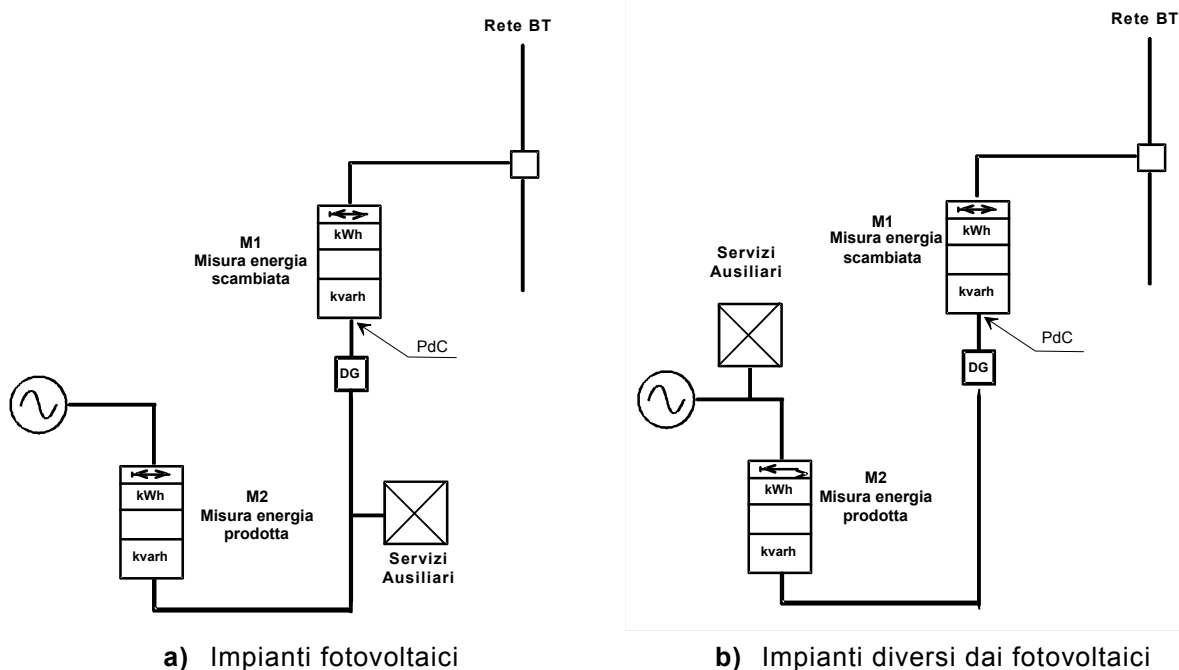 Rete BT
M1
Misura energia
scambiata
kWh
kvarh
PdC
DG
kWh
kvarh
M2
Misura energia
prodotta
Servizi
Ausiliari
a) Impianti fotovoltaici
Rete BT
M1
Misura energia
scambiata
kWh
kvarh
Servizi
Ausiliari
PdC
DG
kWh
kvarh
M2
Misura energia
prodotta
b) Impianti diversi dai fotovoltaici